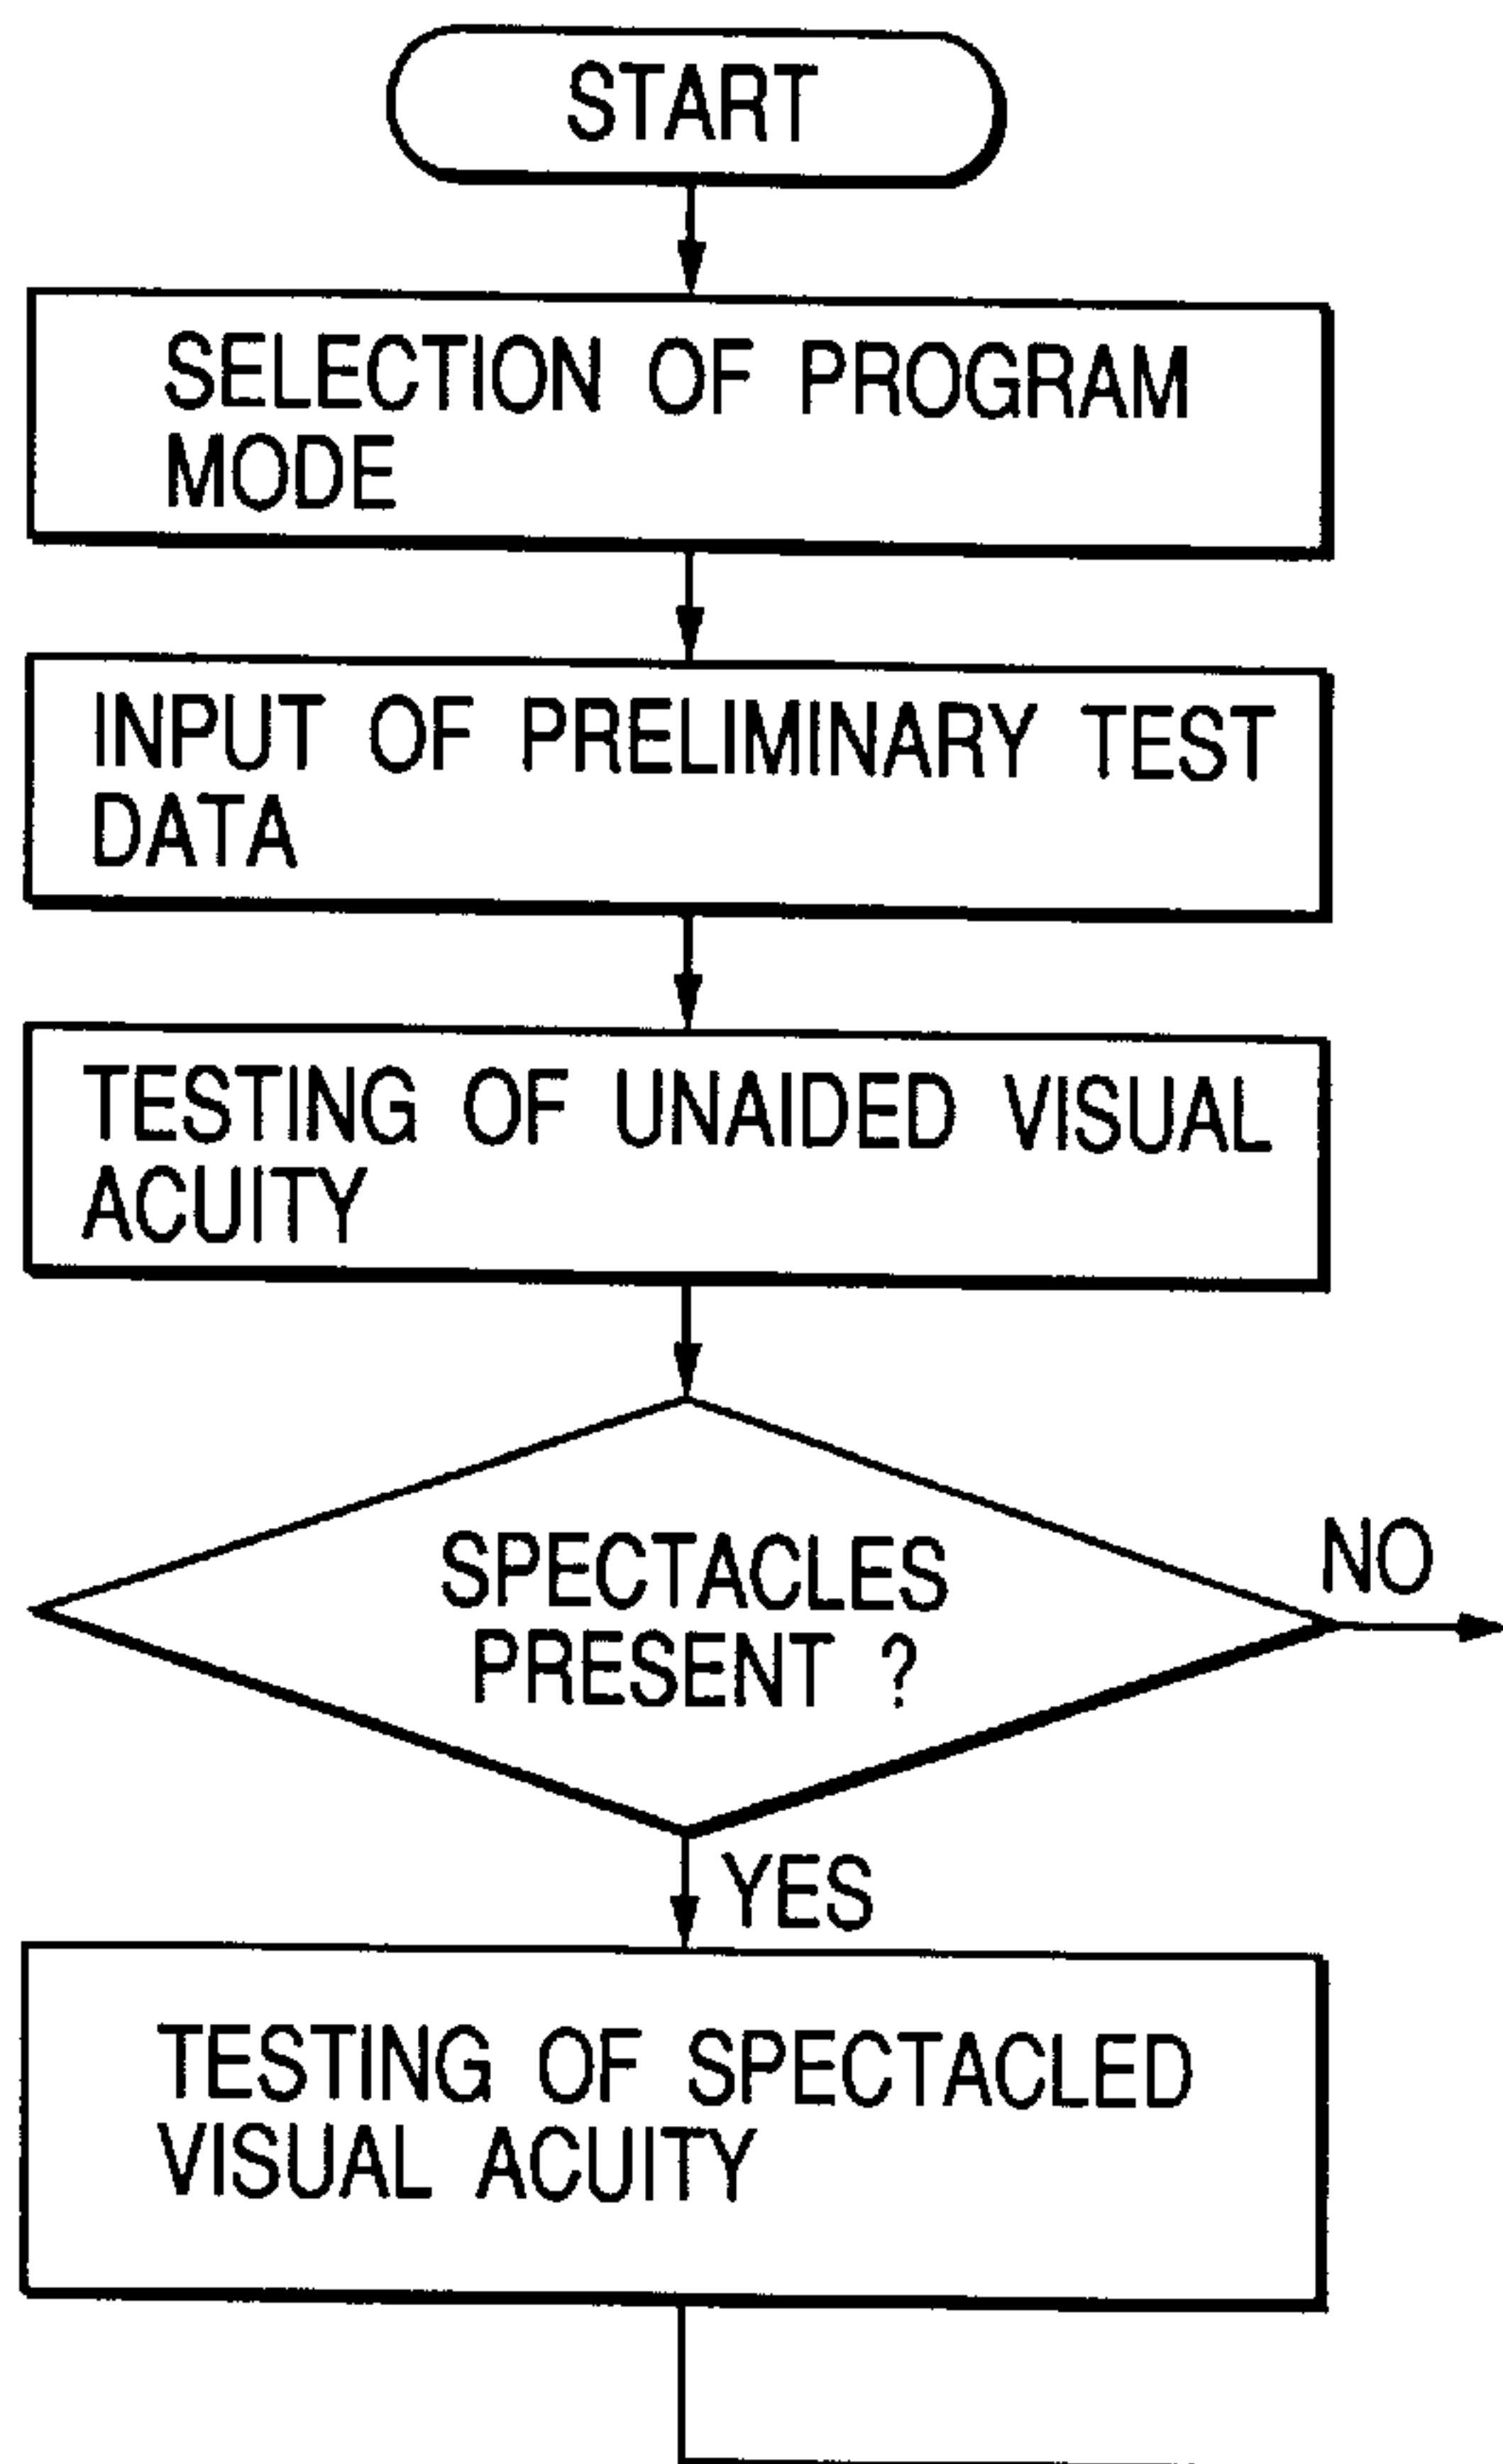 START
SELECTION OF PROGRAM
MODE
INPUT OF PRELIMINARY TEST
DATA
TESTING OF UNAIDED VISUAL
ACUITY
SPECTACLES
PRESENT ?
NO
YES
TESTING OF SPECTACLED
VISUAL ACUITY